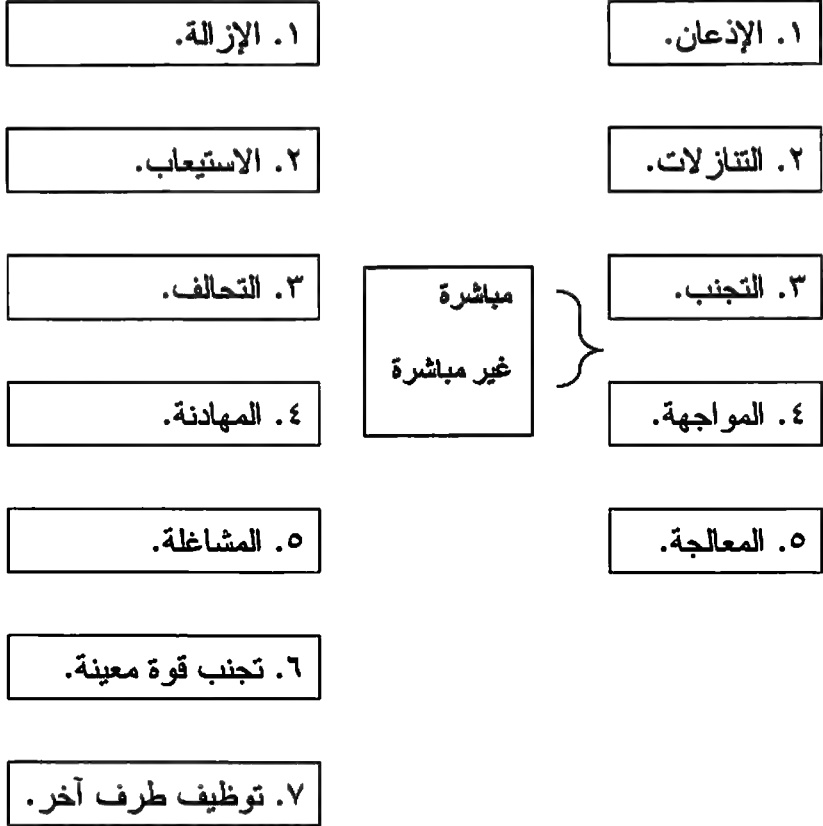 ١. الإذعان.
٢. التنازلات.
٣. التجنب.
٤. المواجهة.
٥. المعالجة.
مباشرة
غير مباشرة
١. الإزالة.
٢. الاستيعاب.
٣. التحالف.
٤. المهادنة.
٥. المشاغلة.
٦. تجنب قوة معينة.
٧. توظيف طرف آخر.